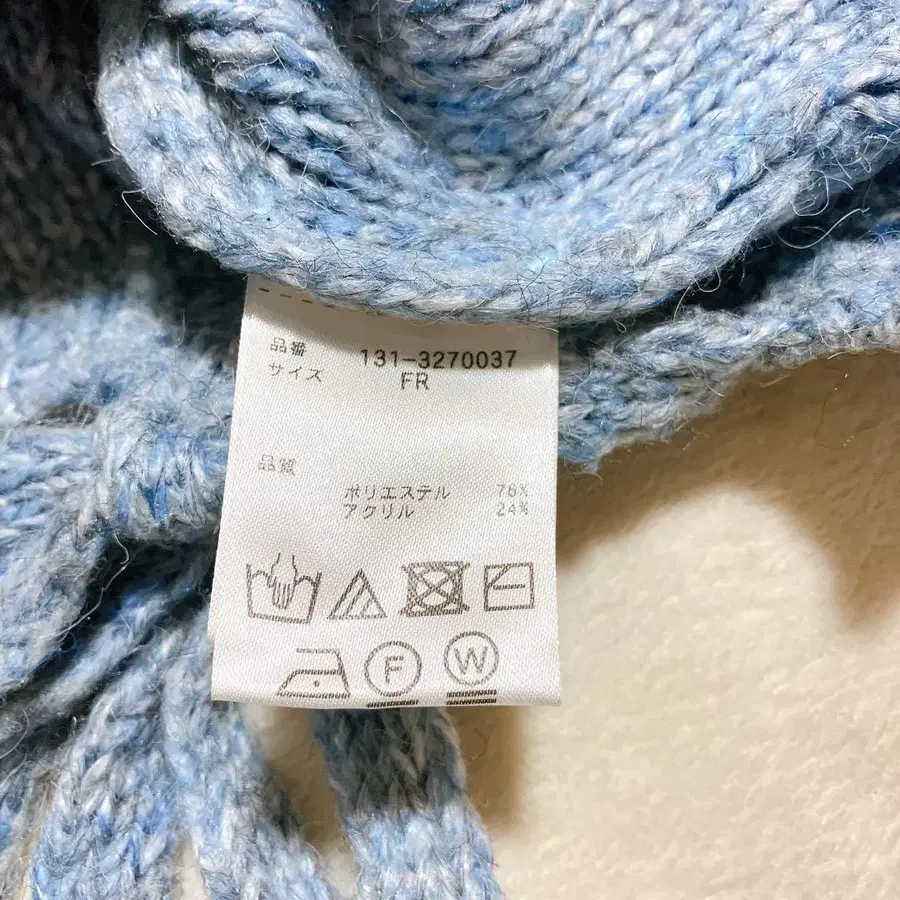 品番 131-3270037
サイズ FR
品質
ポリエステル 76%
アクリル 24%
F W